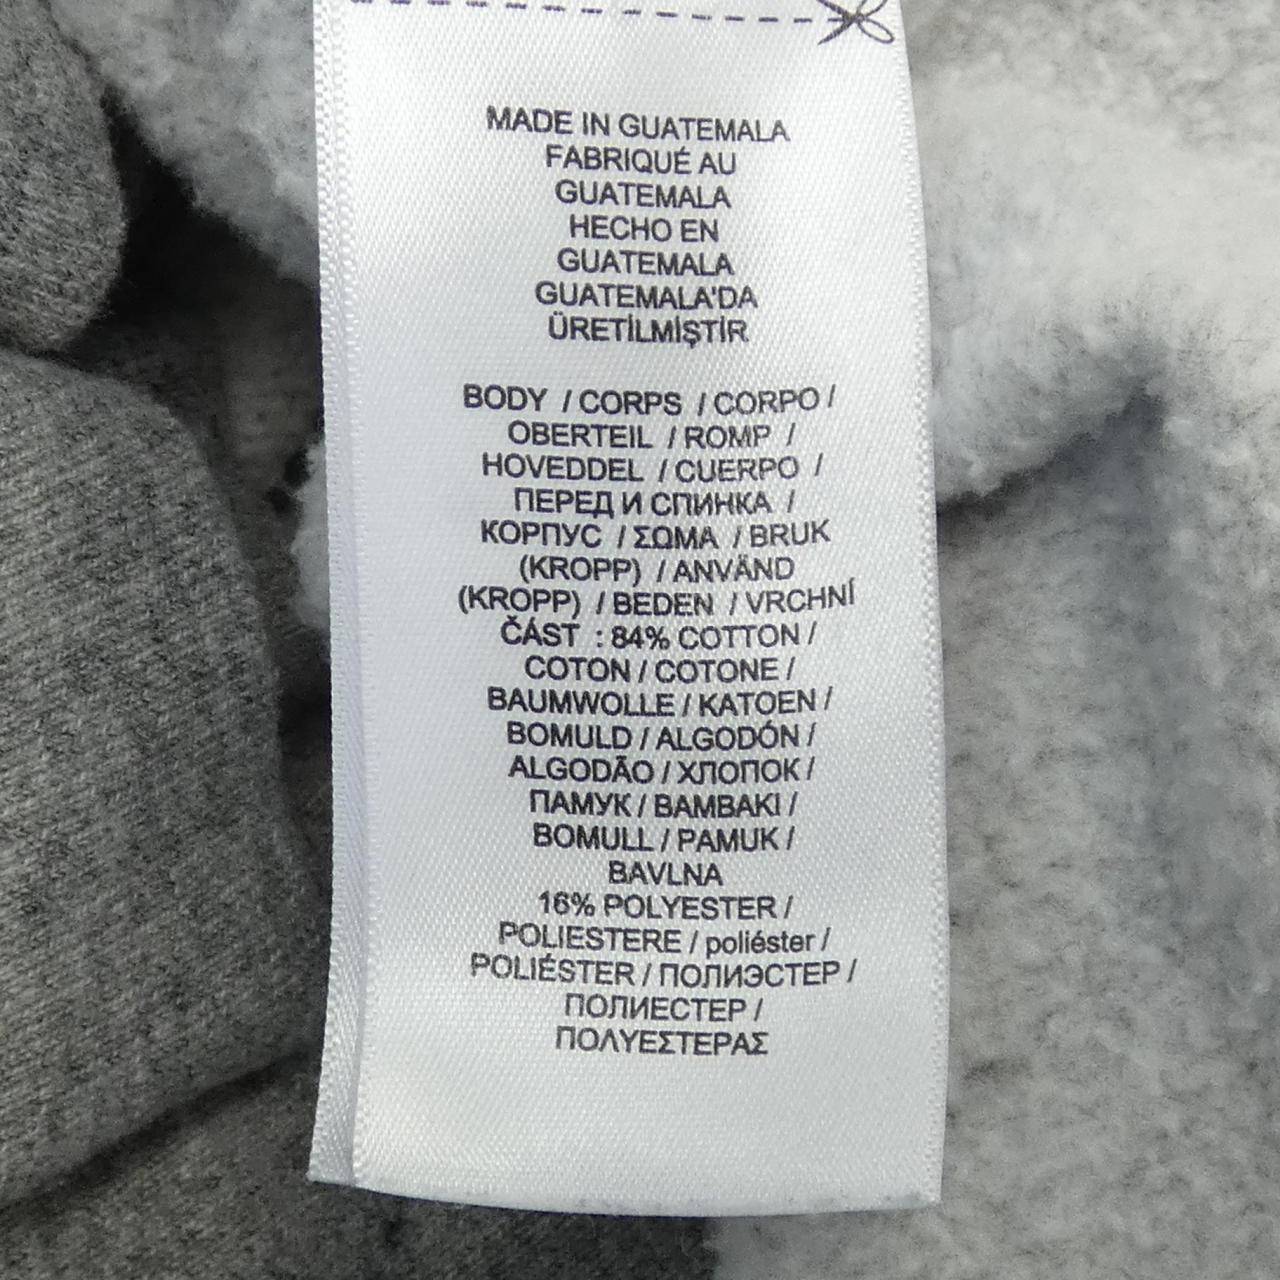 MADE IN GUATEMALA
FABRIQUÉ AU
GUATEMALA
HECHO EN
GUATEMALA
GUATEMALA'DA
ÜRETİLMİŞTİR
BODY / CORPS / CORPO /
OBERTEIL / ROMP /
HOVEDDEL / CUERPO /
ПЕРЕД И СПИНКА /
КОРПУС / ΣΩΜΑ / BRUK
(KROPP) / ANVÄND
(KROPP) / BEDEN / VRCHNÍ
ČÁST : 84% COTTON /
COTON / COTONE /
BAUMWOLLE / KATOEN /
BOMULD / ALGODÓN /
ALGODÃO / ХЛОПОК /
ПАМУК / ΒΑΜΒΑΚΙ /
BOMULL / PAMUK /
BAVLNA
16% POLYESTER /
POLIESTERE / poliéster /
POLIÉSTER / ПОЛИЭСТЕР /
ПОЛИЕСТЕР /
ΠΟΛΥΕΣΤΕΡΑΣ